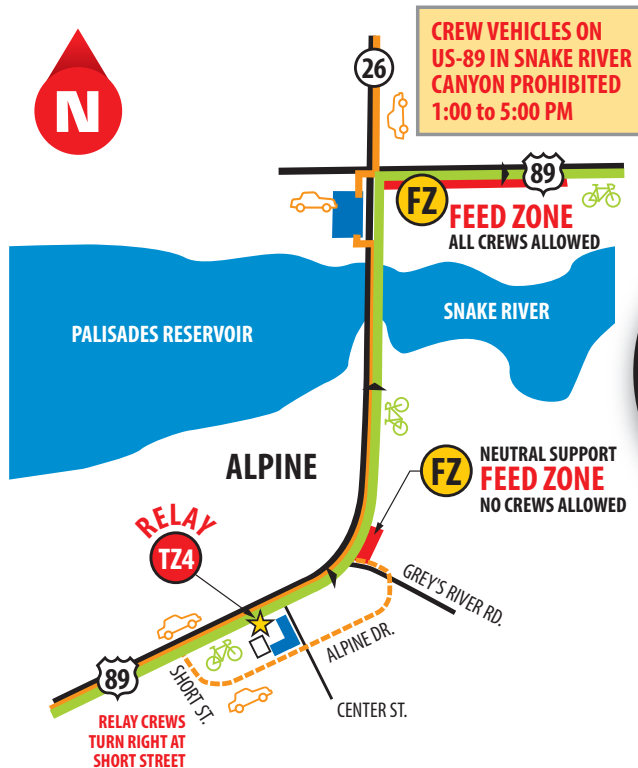 CREW VEHICLES ON
US-89 IN SNAKE RIVER
CANYON PROHIBITED
1:00 to 5:00 PM
N
26
89
FZ
FEED ZONE
ALL CREWS ALLOWED
PALISADES RESERVOIR
SNAKE RIVER
ALPINE
FZ
NEUTRAL SUPPORT
FEED ZONE
NO CREWS ALLOWED
RELAY
TZ4
GREY'S RIVER RD.
ALPINE DR.
SHORT ST.
CENTER ST.
89
RELAY CREWS
TURN RIGHT AT
SHORT STREET